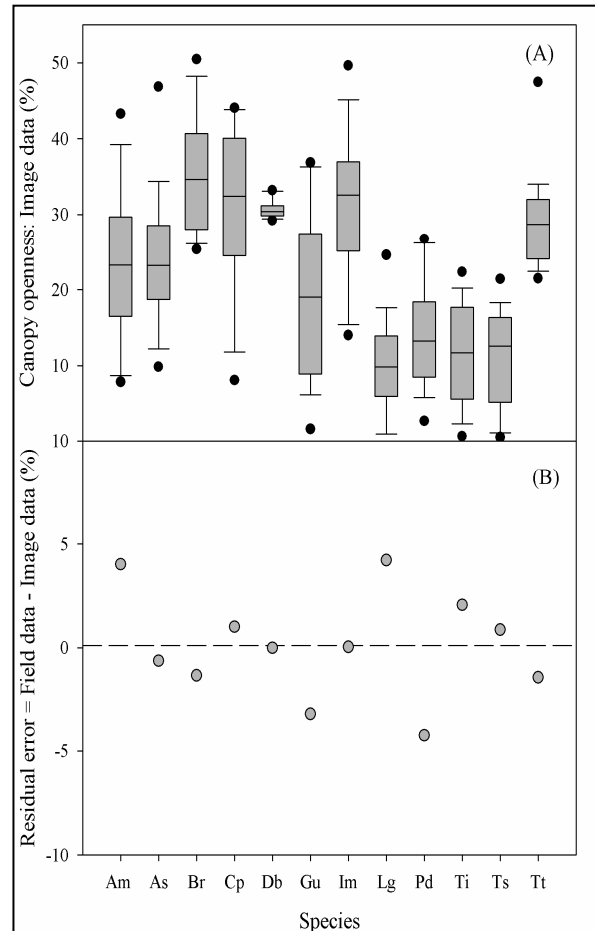 (A)
Canopy openness: Image data (%)
50
40
30
20
10
10
(B)
Residual error = Field data - Image data (%)
5
0
-5
-10
Am As Br Cp Db Gu Im Lg Pd Ti Ts Tt
Species